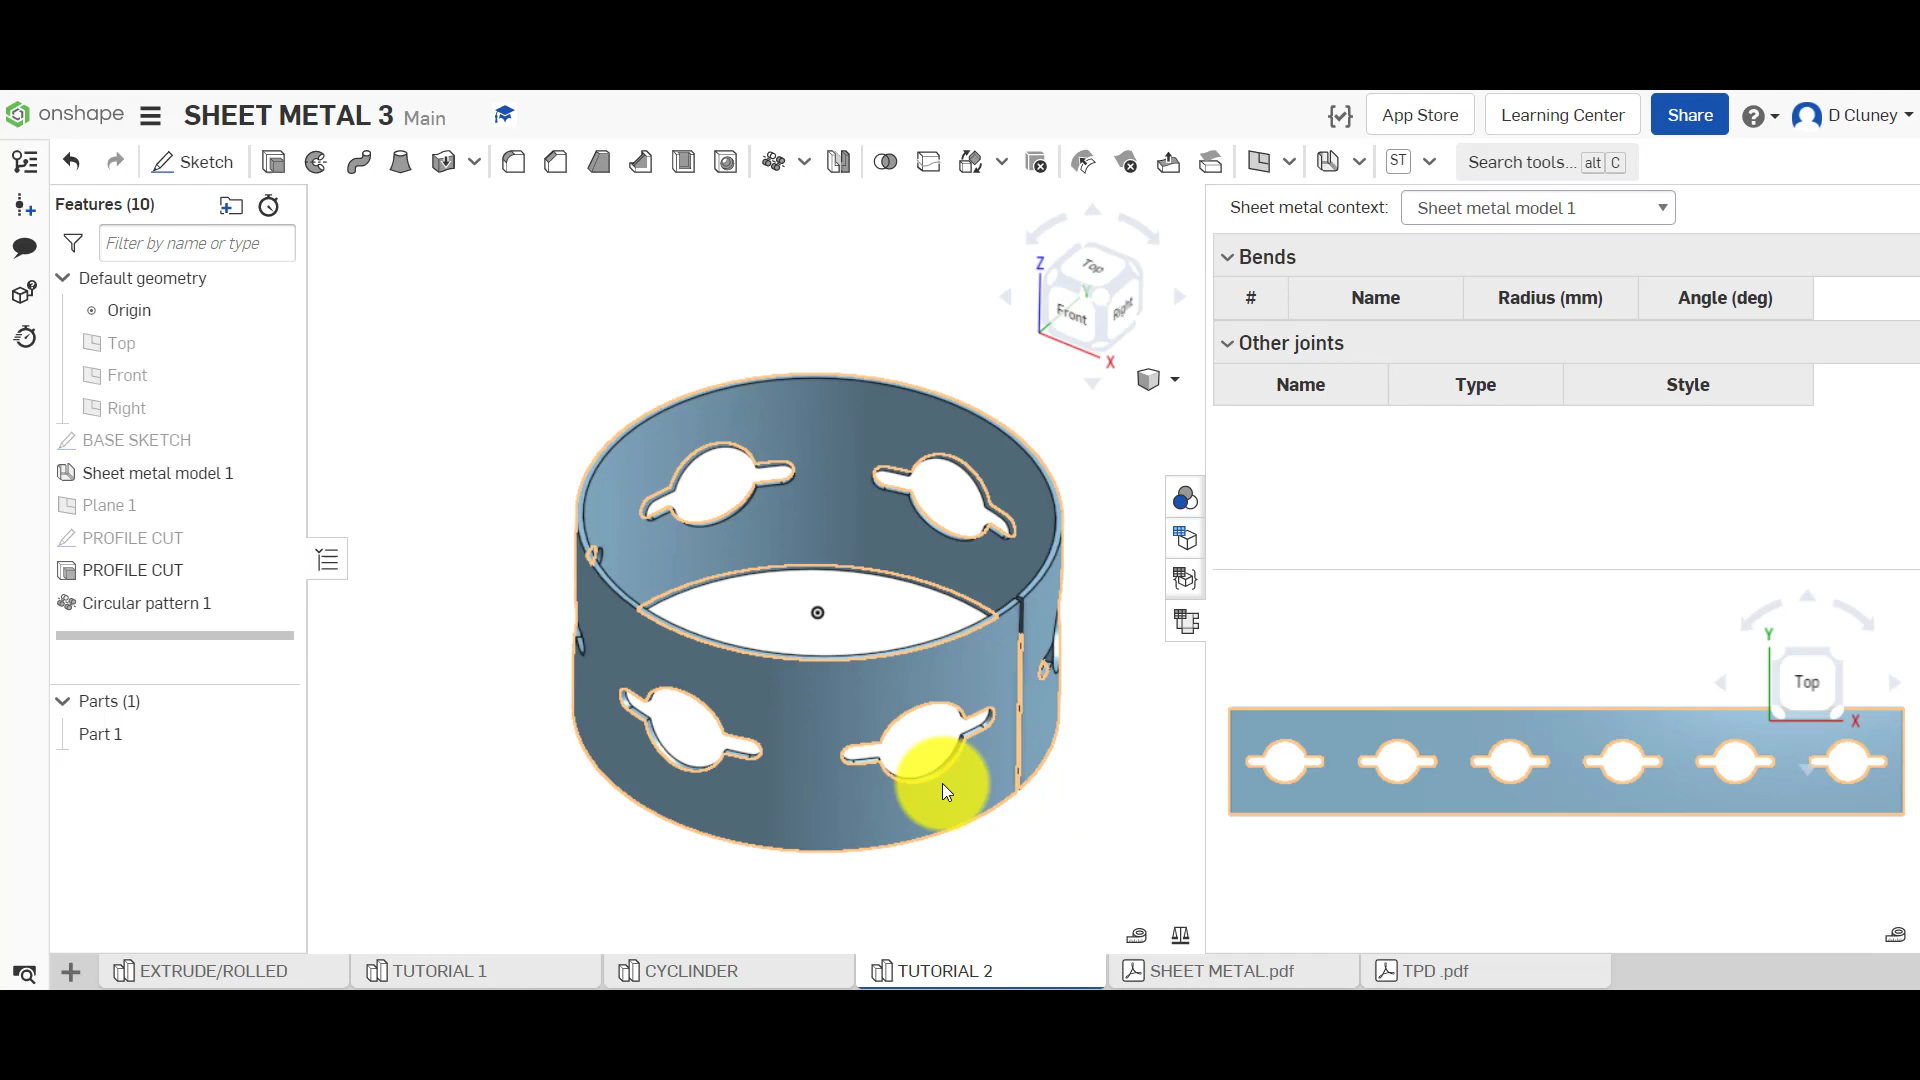 onshape SHEET METAL 3 Main App Store Learning Center Share D Cluney
Sketch ST Search tools... alt C
Features (10)
Filter by name or type
Default geometry
Origin
Top
Front
Right
BASE SKETCH
Sheet metal model 1
Plane 1
PROFILE CUT
PROFILE CUT
Circular pattern 1
Parts (1)
Part 1
Z
Top
Y
Front
Right
X
Sheet metal context: Sheet metal model 1
Bends
# Name Radius (mm) Angle (deg)
Other joints
Name Type Style
Y
Top
X
EXTRUDE/ROLLED TUTORIAL 1 CYCLINDER TUTORIAL 2 SHEET METAL.pdf TPD .pdf